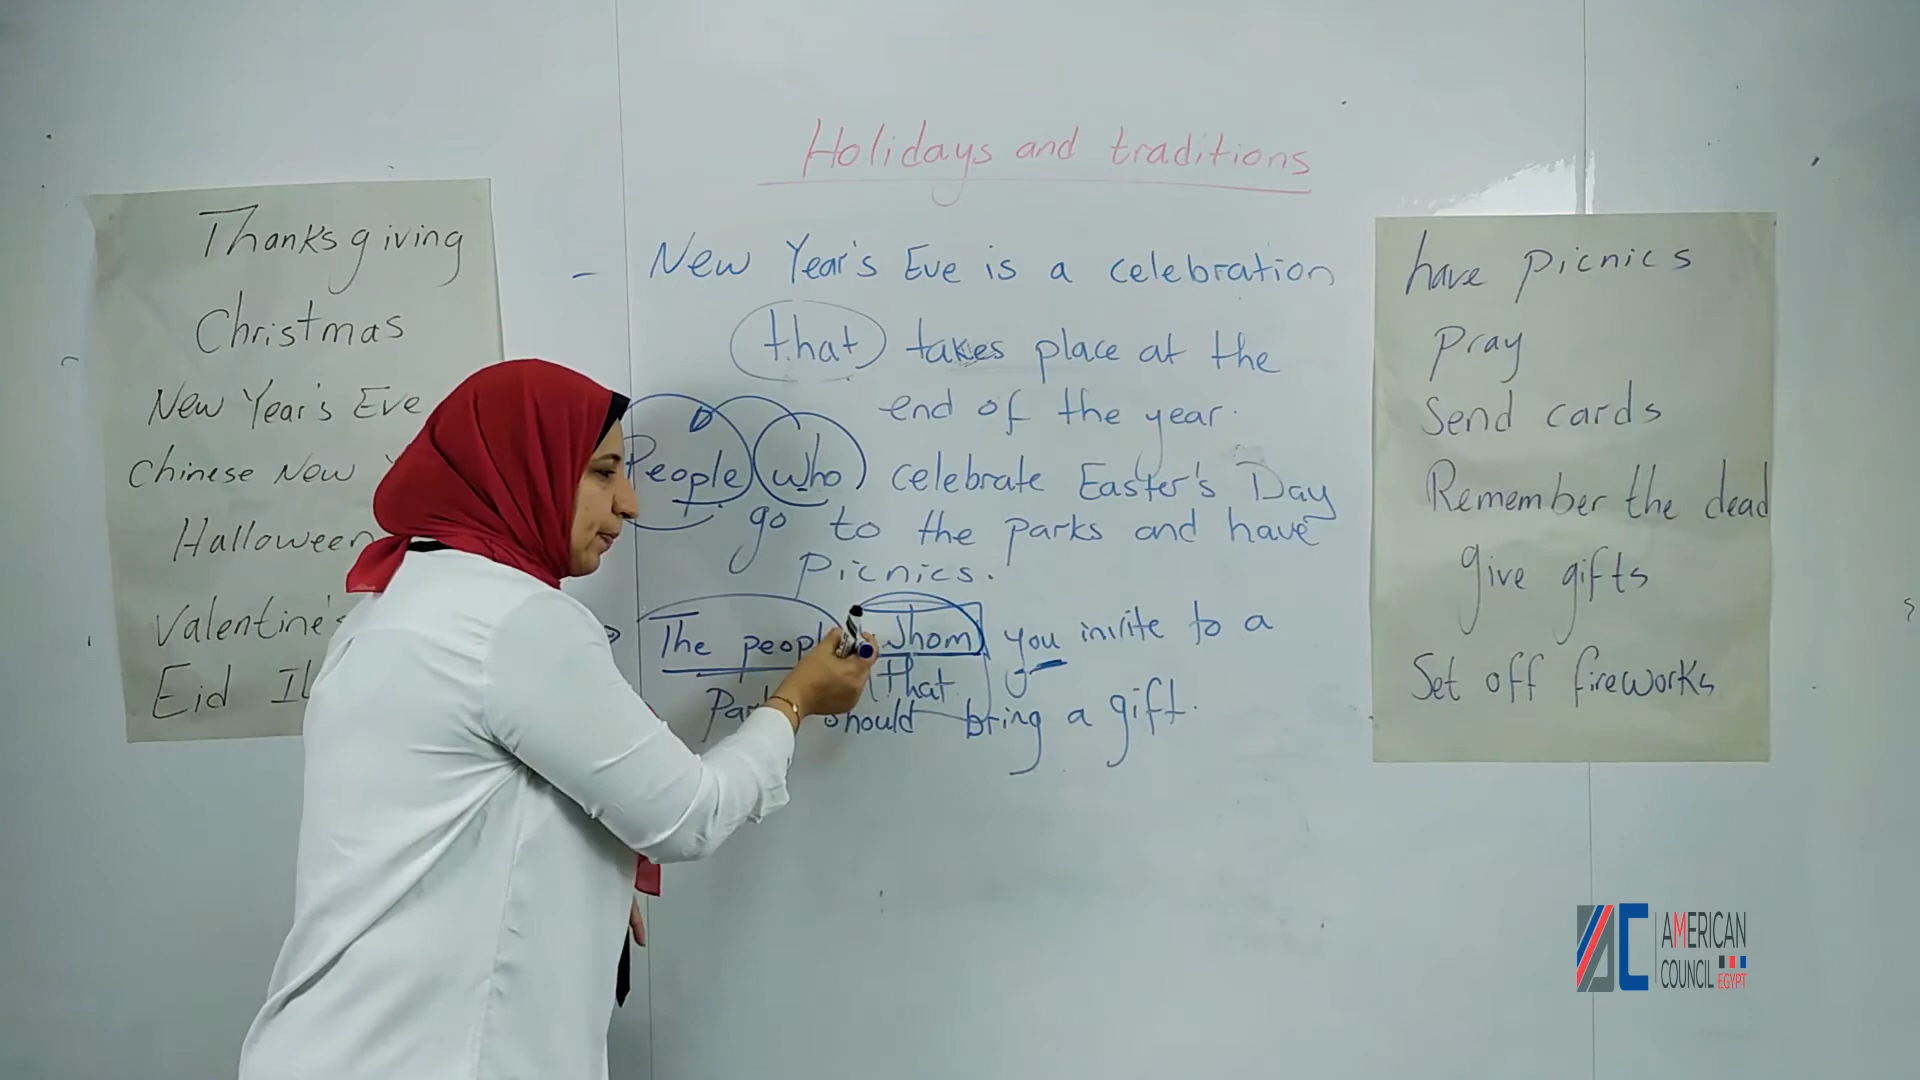 Holidays and traditions
Thanksgiving
Christmas
New Year's Eve
Chinese New
Halloween
Valentine's
Eid
- New Year's Eve is a celebration
that takes place at the
end of the year.
People who celebrate Easter's Day
go to the parks and have
Picnics.
The people whom you invite to a
(that
should bring a gift.
have picnics
Pray
Send cards
Remember the dead
give gifts
Set off fireworks
AC AMERICAN
COUNCIL EGYPT